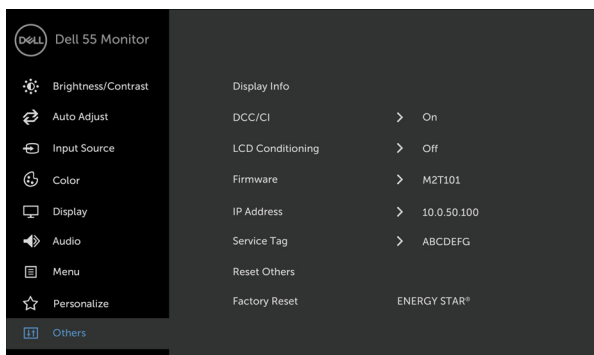 DELL Dell 55 Monitor
Brightness/Contrast
Auto Adjust
Input Source
Color
Display
Audio
Menu
Personalize
Others
Display Info
DCC/CI > On
LCD Conditioning > Off
Firmware > M2T101
IP Address > 10.0.50.100
Service Tag > ABCDEFG
Reset Others
Factory Reset ENERGY STAR®